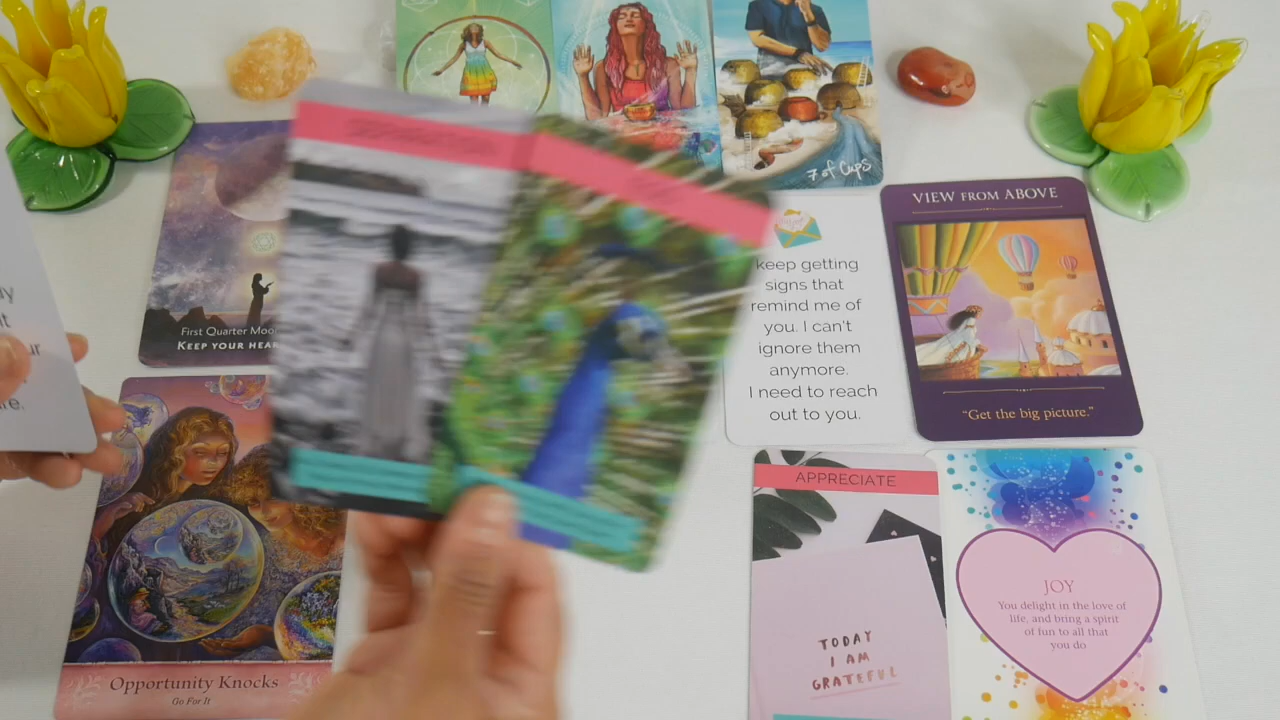 7 of Cups
VIEW FROM ABOVE
"Get the big picture."
keep getting
signs that
remind me of
you. I can't
ignore them
anymore.
I need to reach
out to you.
First Quarter Moon
KEEP YOUR
Opportunity Knocks
Go For It
APPRECIATE
TODAY
I AM
GRATEFUL
JOY
You delight in the love of
life, and bring a spirit
of fun to all that
you do